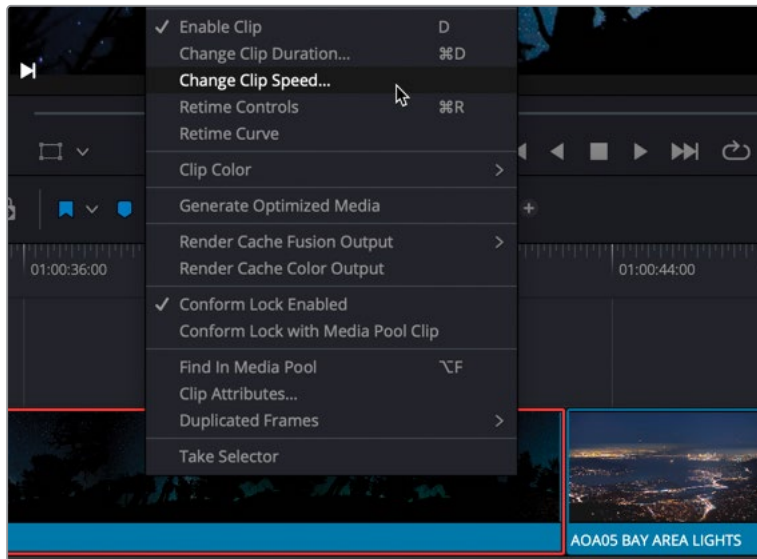 ✓ Enable Clip D
Change Clip Duration... ⌘D
Change Clip Speed...
Retime Controls ⌘R
Retime Curve
Clip Color >
Generate Optimized Media
Render Cache Fusion Output >
Render Cache Color Output
✓ Conform Lock Enabled
Conform Lock with Media Pool Clip
Find In Media Pool ⌥F
Clip Attributes...
Duplicated Frames >
Take Selector
01:00:36:00
01:00:44:00
AOA05 BAY AREA LIGHTS